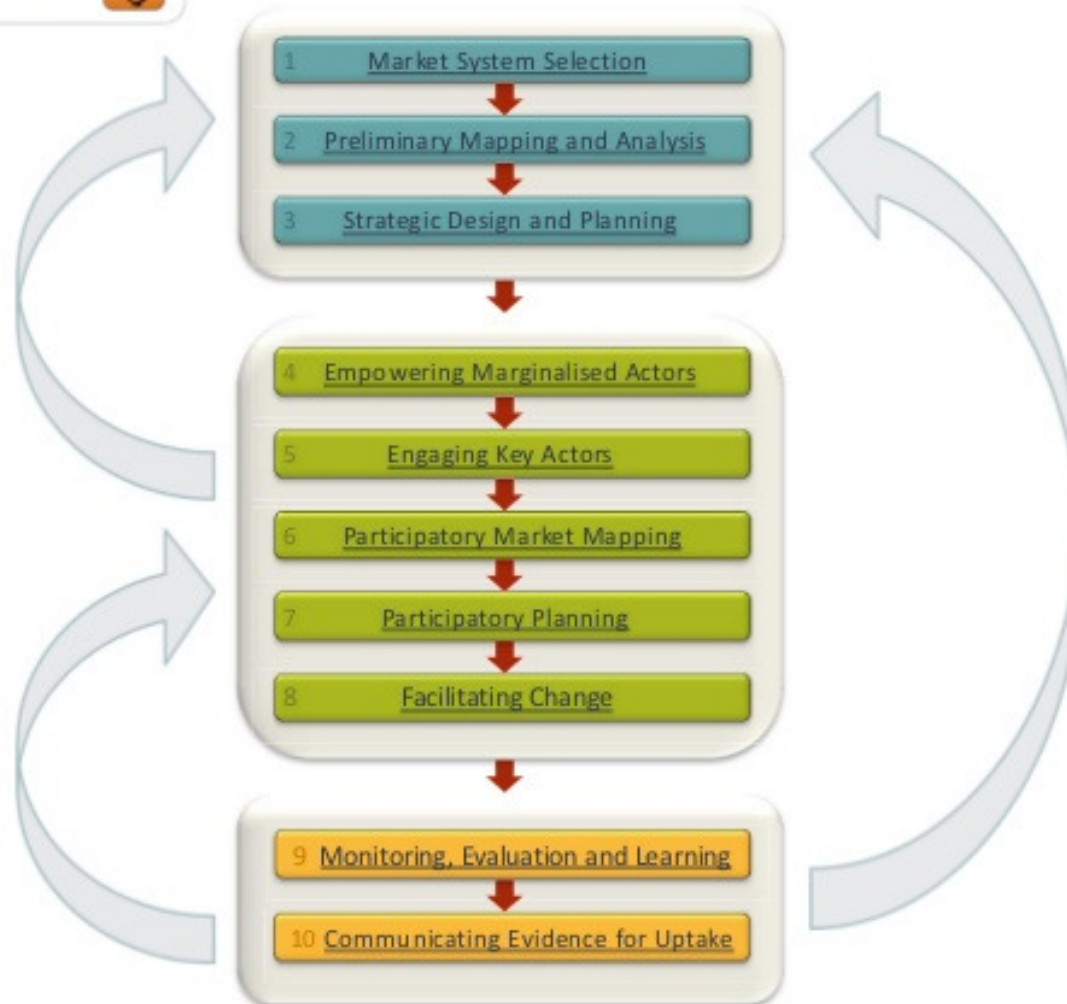 1 Market System Selection
2 Preliminary Mapping and Analysis
3 Strategic Design and Planning
4 Empowering Marginalised Actors
5 Engaging Key Actors
6 Participatory Market Mapping
7 Participatory Planning
8 Facilitating Change
9 Monitoring, Evaluation and Learning
10 Communicating Evidence for Uptake